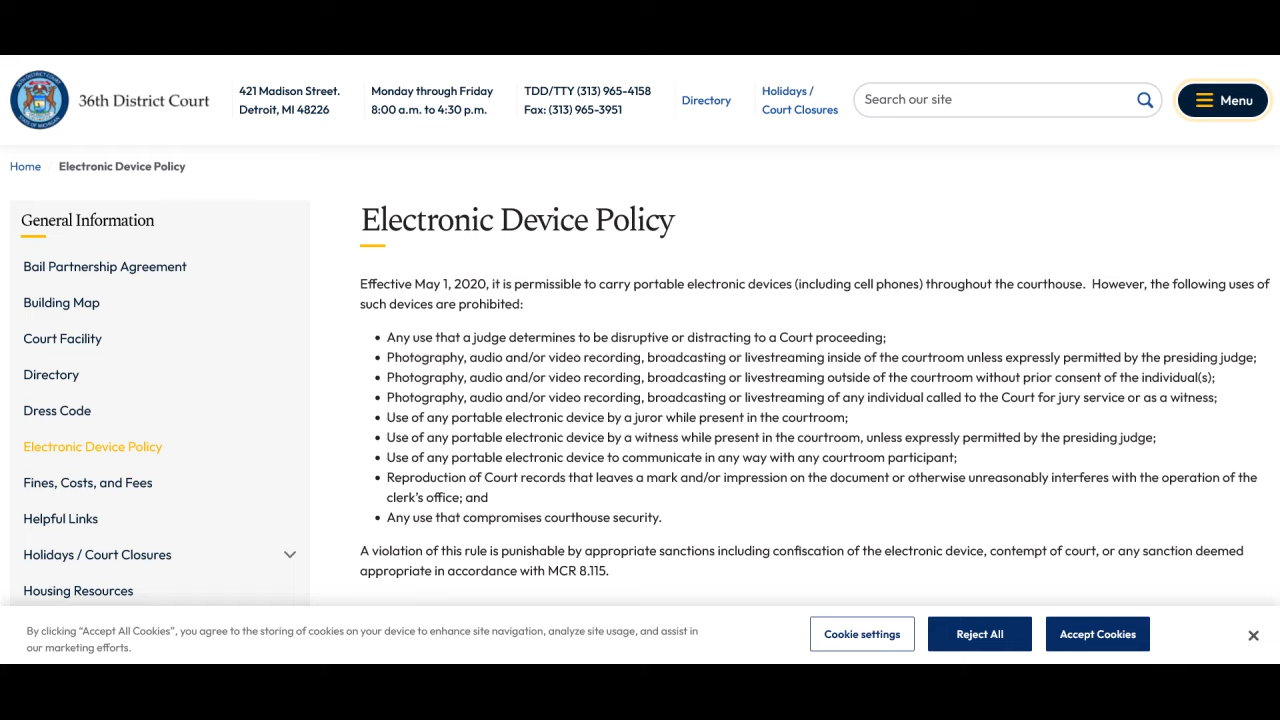 36th District Court
421 Madison Street.
Detroit, MI 48226
Monday through Friday
8:00 a.m. to 4:30 p.m.
TDD/TTY (313) 965-4158
Fax: (313) 965-3951
Directory
Holidays /
Court Closures
Search our site
Menu
Home / Electronic Device Policy
General Information
Bail Partnership Agreement
Building Map
Court Facility
Directory
Dress Code
Electronic Device Policy
Fines, Costs, and Fees
Helpful Links
Holidays / Court Closures
Housing Resources
Electronic Device Policy
Effective May 1, 2020, it is permissible to carry portable electronic devices (including cell phones) throughout the courthouse.  However, the following uses of
such devices are prohibited:
• Any use that a judge determines to be disruptive or distracting to a Court proceeding;
• Photography, audio and/or video recording, broadcasting or livestreaming inside of the courtroom unless expressly permitted by the presiding judge;
• Photography, audio and/or video recording, broadcasting or livestreaming outside of the courtroom without prior consent of the individual(s);
• Photography, audio and/or video recording, broadcasting or livestreaming of any individual called to the Court for jury service or as a witness;
• Use of any portable electronic device by a juror while present in the courtroom;
• Use of any portable electronic device by a witness while present in the courtroom, unless expressly permitted by the presiding judge;
• Use of any portable electronic device to communicate in any way with any courtroom participant;
• Reproduction of Court records that leaves a mark and/or impression on the document or otherwise unreasonably interferes with the operation of the
clerk's office; and
• Any use that compromises courthouse security.
A violation of this rule is punishable by appropriate sanctions including confiscation of the electronic device, contempt of court, or any sanction deemed
appropriate in accordance with MCR 8.115.
By clicking “Accept All Cookies”, you agree to the storing of cookies on your device to enhance site navigation, analyze site usage, and assist in
our marketing efforts.
Cookie settings
Reject All
Accept Cookies